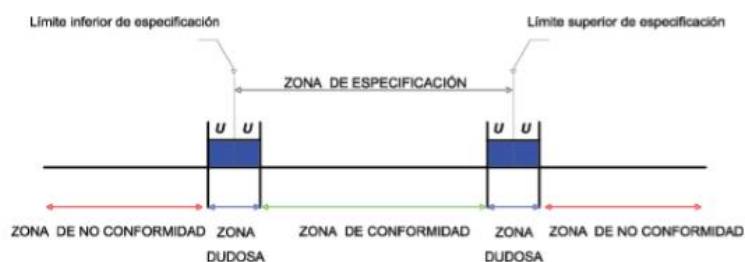 Límite inferior de especificación
Límite superior de especificación
ZONA DE ESPECIFICACIÓN
U U
U U
ZONA DE NO CONFORMIDAD
ZONA
DUDOSA
ZONA DE CONFORMIDAD
ZONA
DUDOSA
ZONA DE NO CONFORMIDAD